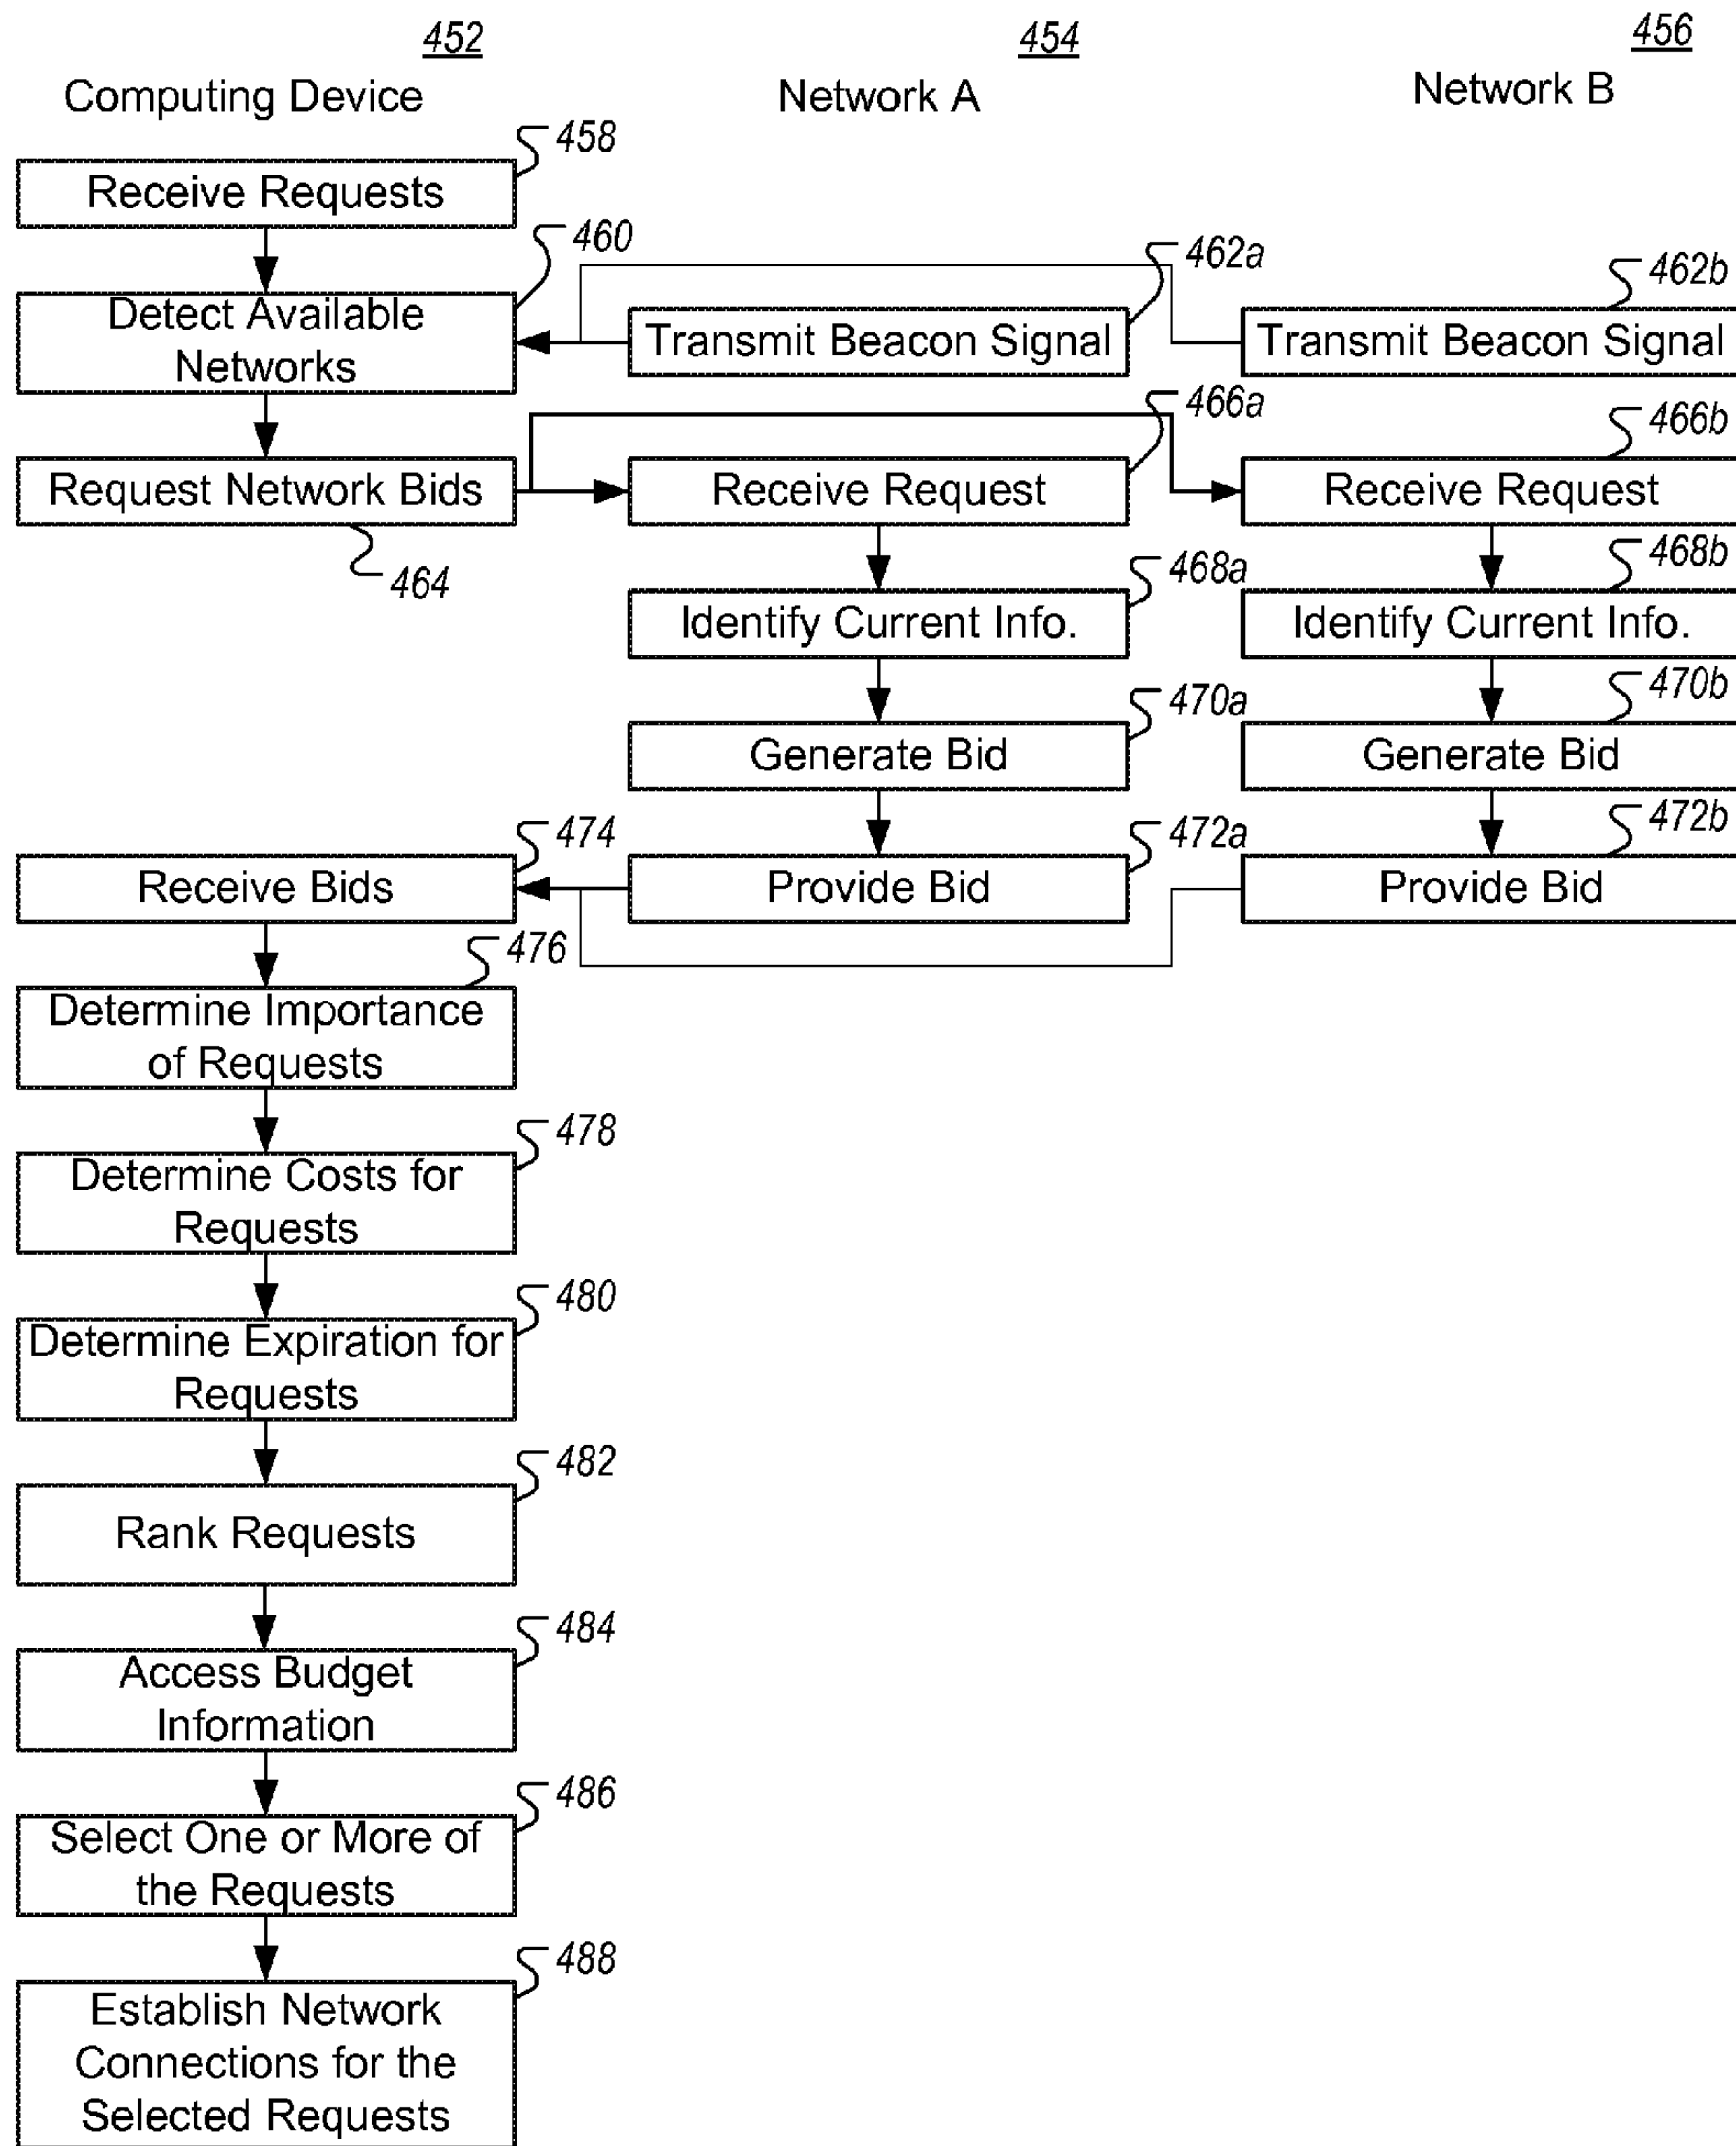 452
454
456
Computing Device
Network A
Network B
458
Receive Requests
460
462a
462b
Detect Available
Networks
Transmit Beacon Signal
Transmit Beacon Signal
466a
466b
Request Network Bids
Receive Request
Receive Request
464
468a
468b
Identify Current Info.
Identify Current Info.
470a
470b
Generate Bid
Generate Bid
474
472a
472b
Receive Bids
Provide Bid
Provide Bid
476
Determine Importance
of Requests
478
Determine Costs for
Requests
480
Determine Expiration for
Requests
482
Rank Requests
484
Access Budget
Information
486
Select One or More of
the Requests
488
Establish Network
Connections for the
Selected Requests